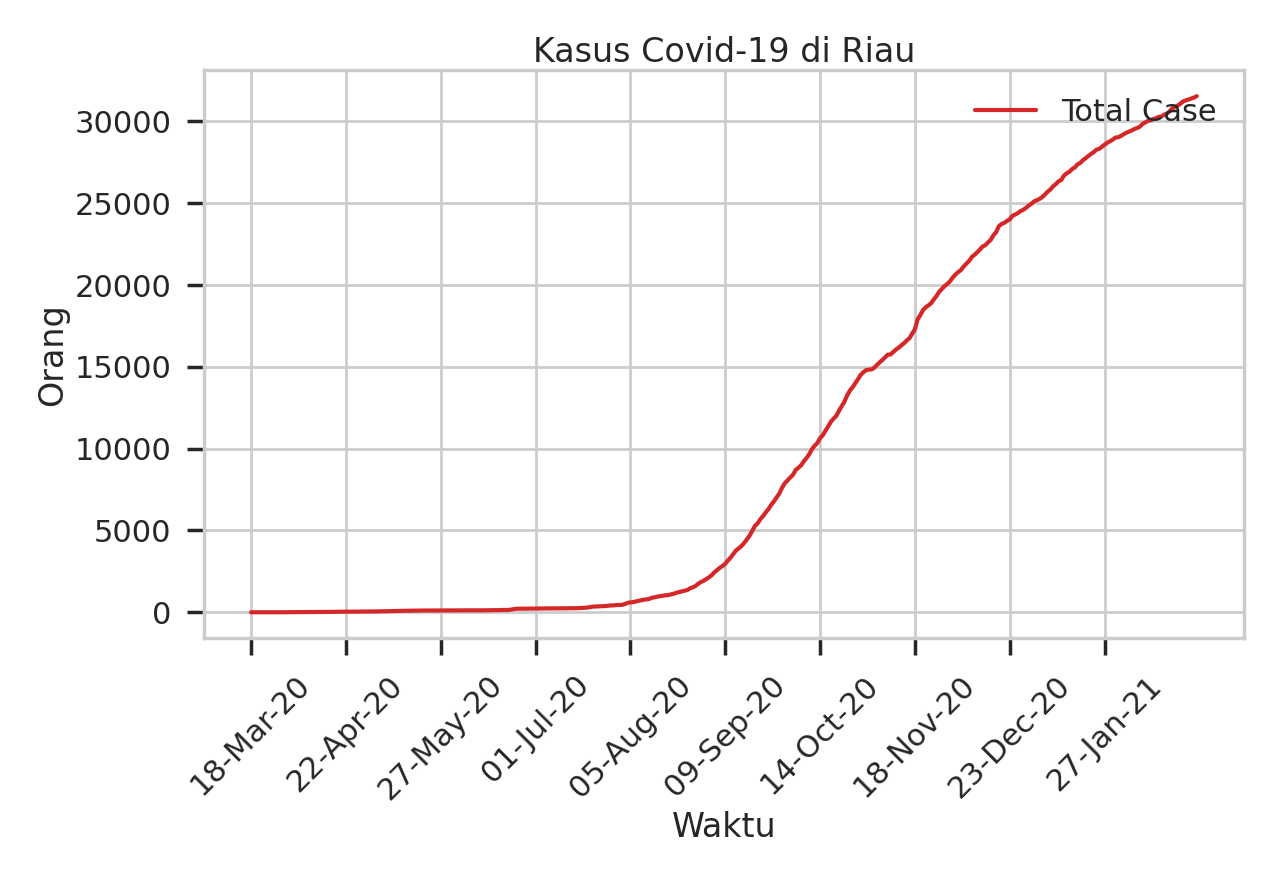 Kasus Covid-19 di Riau
Total Case
Orang
30000
25000
20000
15000
10000
5000
0
18-Mar-20
22-Apr-20
27-May-20
01-Jul-20
05-Aug-20
09-Sep-20
14-Oct-20
18-Nov-20
23-Dec-20
27-Jan-21
Waktu